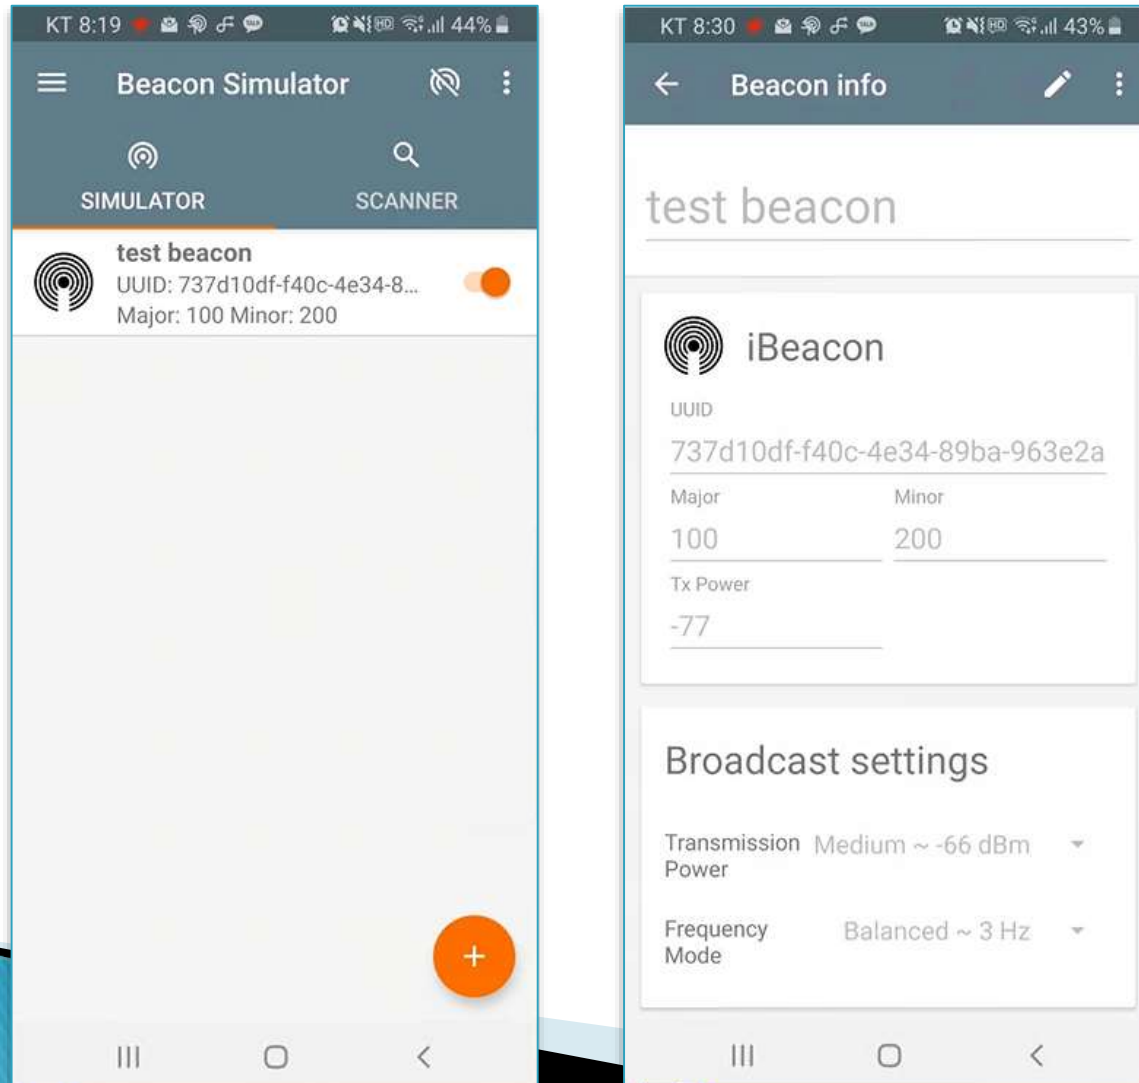 KT 8:19 44%
Beacon Simulator
SIMULATOR SCANNER
test beacon
UUID: 737d10df-f40c-4e34-8...
Major: 100 Minor: 200
+
KT 8:30 43%
Beacon info
test beacon
iBeacon
UUID
737d10df-f40c-4e34-89ba-963e2a
Major Minor
100 200
Tx Power
-77
Broadcast settings
Transmission Medium ~ -66 dBm
Power
Frequency Balanced ~ 3 Hz
Mode